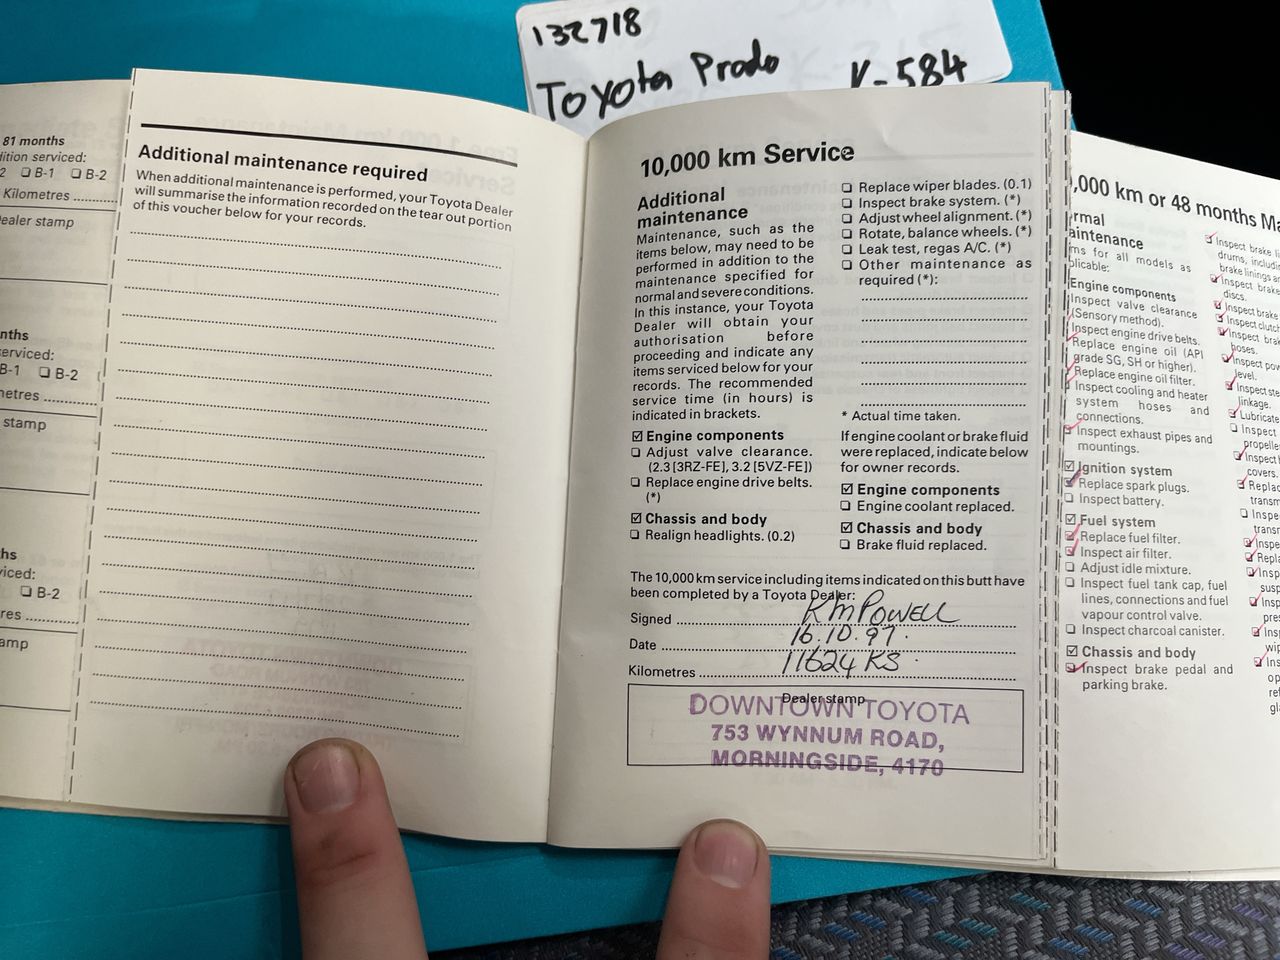 132718
Toyota Prado K-584
81 months
ition serviced:
2 ❏ B-1 ❏ B-2
Kilometres ..........
ealer stamp
nths
serviced:
B-1 ❏ B-2
metres ..........
stamp
ths
viced:
❏ B-2
res ..........
amp
Additional maintenance required
When additional maintenance is performed, your Toyota Dealer
will summarise the information recorded on the tear out portion
of this voucher below for your records.
10,000 km Service
Additional
maintenance
Maintenance, such as the
items below, may need to be
performed in addition to the
maintenance specified for
normal and severe conditions.
In this instance, your Toyota
Dealer will obtain your
authorisation before
proceeding and indicate any
items serviced below for your
records. The recommended
service time (in hours) is
indicated in brackets.
☑ Engine components
❏ Adjust valve clearance.
(2.3 [3RZ-FE], 3.2 [5VZ-FE])
❏ Replace engine drive belts.
(*)
☑ Chassis and body
❏ Realign headlights. (0.2)
❏ Replace wiper blades. (0.1)
❏ Inspect brake system. (*)
❏ Adjust wheel alignment. (*)
❏ Rotate, balance wheels. (*)
❏ Leak test, regas A/C. (*)
❏ Other maintenance as
required (*):
* Actual time taken.
If engine coolant or brake fluid
were replaced, indicate below
for owner records.
☑ Engine components
❏ Engine coolant replaced.
☑ Chassis and body
❏ Brake fluid replaced.
The 10,000 km service including items indicated on this butt have
been completed by a Toyota Dealer:
Signed KM POWELL
Date 16.10.97.
Kilometres 11624 KS.
Dealer stamp
DOWNTOWN TOYOTA
753 WYNNUM ROAD,
MORNINGSIDE, 4170
,000 km or 48 months Ma
rmal
aintenance
ms for all models as
plicable:
Engine components
Inspect valve clearance
(Sensory method).
Inspect engine drive belts.
Replace engine oil (API
grade SG, SH or higher).
Replace engine oil filter.
Inspect cooling and heater
system hoses and
connections.
Inspect exhaust pipes and
mountings.
☑ Ignition system
Replace spark plugs.
❏ Inspect battery.
☑ Fuel system
Replace fuel filter.
Inspect air filter.
❏ Adjust idle mixture.
❏ Inspect fuel tank cap, fuel
lines, connections and fuel
vapour control valve.
❏ Inspect charcoal canister.
☑ Chassis and body
Inspect brake pedal and
parking brake.
Inspect brake li
drums, includin
brake linings an
Inspect brake
discs.
Inspect brake
Inspect clutch
Inspect brak
hoses.
Inspect pow
level.
Inspect ste
linkage.
Lubricate
❏ Inspect
propelle
Inspect
covers.
Replac
transm
❏ Inspe
trans
Inspe
Repla
Insp
susp
Insp
pres
Ins
wip
Ins
op
ref
gla